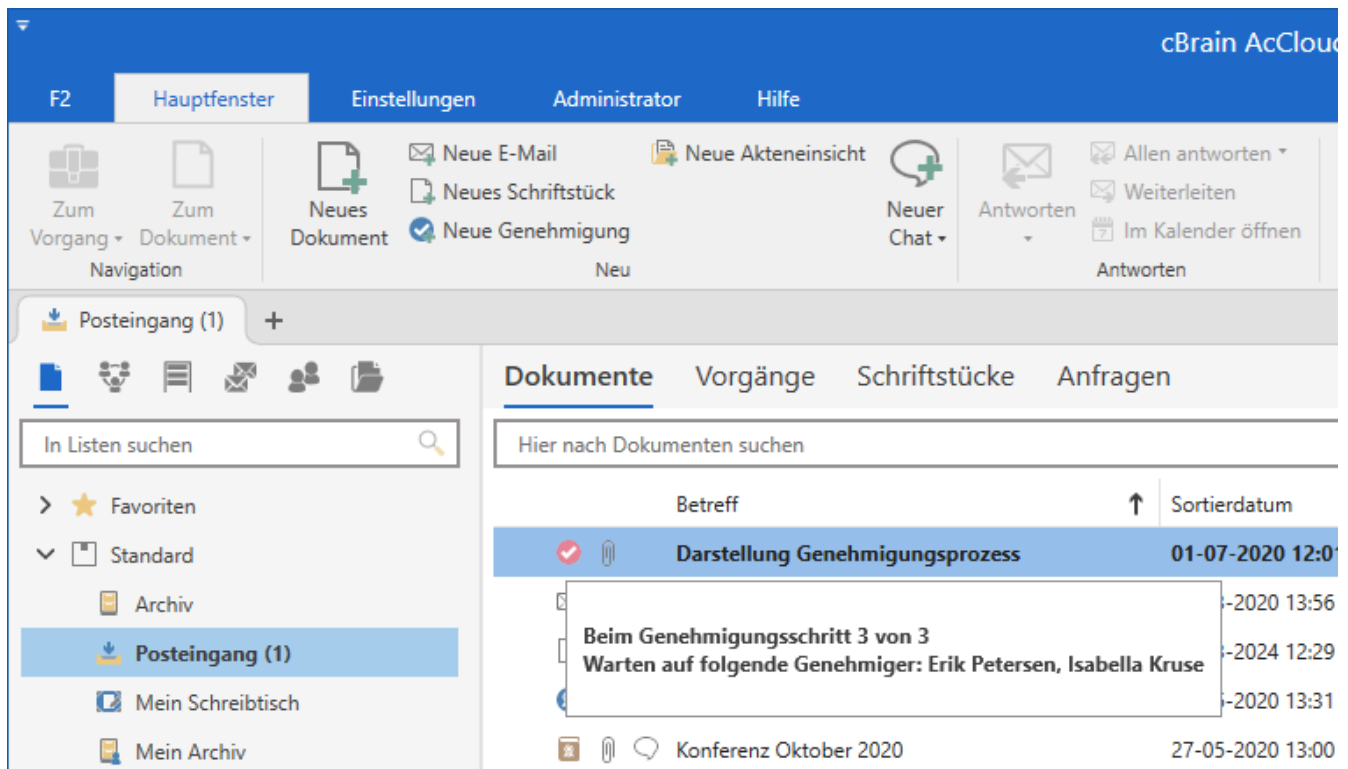 cBrain AcCloud
F2 Hauptfenster Einstellungen Administrator Hilfe
Neue E-Mail Neue Akteneinsicht Allen antworten
Neues Schriftstück Weiterleiten
Zum Vorgang Zum Dokument Neues Dokument Neue Genehmigung Neuer Chat Antworten Im Kalender öffnen
Navigation Neu Antworten
Posteingang (1) +
Dokumente Vorgänge Schriftstücke Anfragen
In Listen suchen Hier nach Dokumenten suchen
Favoriten Betreff Sortierdatum
Standard Darstellung Genehmigungsprozess 01-07-2020 12:01
Archiv -2020 13:56
Beim Genehmigungsschritt 3 von 3
Posteingang (1) Warten auf folgende Genehmiger: Erik Petersen, Isabella Kruse -2024 12:29
Mein Schreibtisch -2020 13:31
Mein Archiv Konferenz Oktober 2020 27-05-2020 13:00